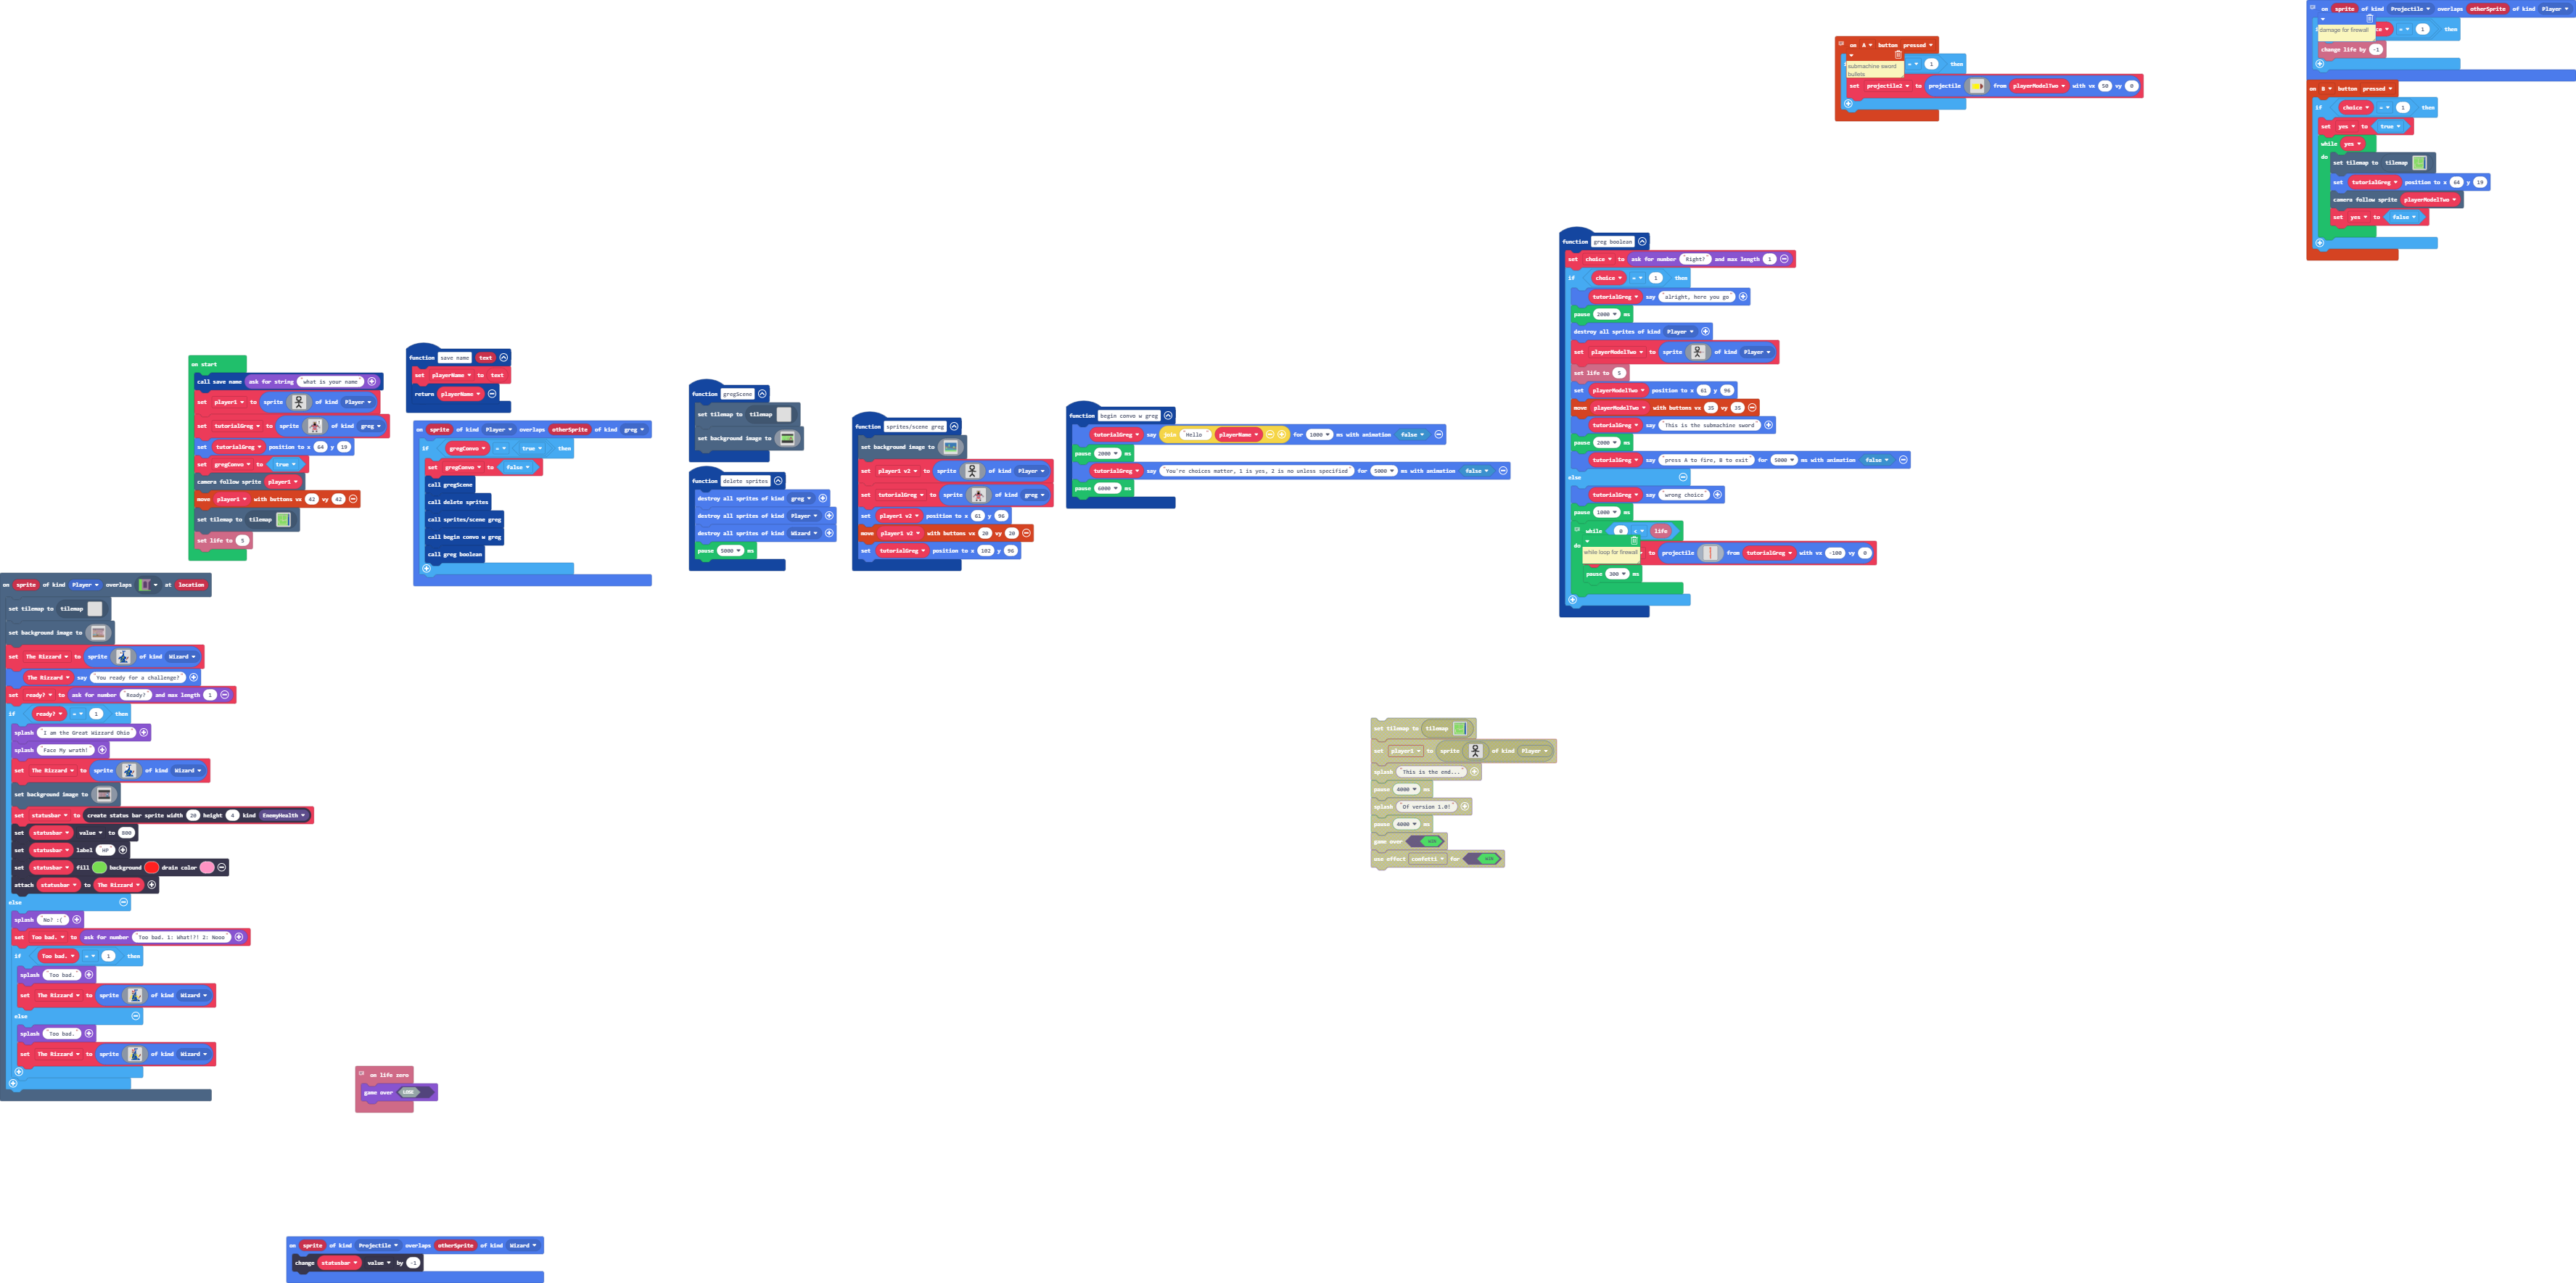 on sprite of kind Projectile overlaps otherSprite of kind Player
damage for firewall
= 1 then
change life by -1
on A button pressed
submachine sword
bullets
= 1 then
set projectile2 to projectile from playerModelTwo with vx 50 vy 0
on B button pressed
if choice = 1 then
set yes to true
while yes
do
set tilemap to tilemap
set tutorialGreg position to x 64 y 19
camera follow sprite playerModelTwo
set yes to false
function greg boolean
set choice to ask for number "Right?" and max length 1
if choice = 1 then
tutorialGreg say "alright, here you go"
pause 2000 ms
destroy all sprites of kind Player
set playerModelTwo to sprite of kind Player
set life to 5
set playerModelTwo position to x 61 y 96
move playerModelTwo with buttons vx 35 vy 35
tutorialGreg say "This is the submachine sword"
pause 2000 ms
tutorialGreg say "press A to fire, B to exit" for 5000 ms with animation false
else
tutorialGreg say "wrong choice"
pause 1000 ms
while 0 life
do
while loop for firewall
to projectile from tutorialGreg with vx -100 vy 0
pause 300 ms
on start
call save name ask for string "what is your name"
set player1 to sprite of kind Player
set tutorialGreg to sprite of kind greg
set tutorialGreg position to x 64 y 19
set gregConvo to true
camera follow sprite player1
move player1 with buttons vx 42 vy 42
set tilemap to tilemap
set life to 5
function save name text
set playerName to text
return playerName
on sprite of kind Player overlaps otherSprite of kind greg
if gregConvo = true then
set gregConvo to false
call gregScene
call delete sprites
call sprites/scene greg
call begin convo w greg
call greg boolean
function gregScene
set tilemap to tilemap
set background image to
function delete sprites
destroy all sprites of kind greg
destroy all sprites of kind Player
destroy all sprites of kind Wizard
pause 5000 ms
function sprites/scene greg
set background image to
set player1 v2 to sprite of kind Player
set tutorialGreg to sprite of kind greg
set player1 v2 position to x 61 y 96
move player1 v2 with buttons vx 20 vy 20
set tutorialGreg position to x 102 y 96
function begin convo w greg
tutorialGreg say join "Hello " playerName for 1000 ms with animation false
pause 2000 ms
tutorialGreg say "You're choices matter, 1 is yes, 2 is no unless specified" for 5000 ms with animation false
pause 6000 ms
on sprite of kind Player overlaps at location
set tilemap to tilemap
set background image to
set The Rizzard to sprite of kind Wizard
The Rizzard say "You ready for a challenge?"
set ready? to ask for number "Ready?" and max length 1
if ready? = 1 then
splash "I am the Great Wizzard Ohio"
splash "Face My wrath!"
set The Rizzard to sprite of kind Wizard
set background image to
set statusbar to create status bar sprite width 20 height 4 kind EnemyHealth
set statusbar value to 800
set statusbar label "HP"
set statusbar fill background drain color
attach statusbar to The Rizzard
else
splash "No? :("
set Too bad. to ask for number "Too bad. 1: What!?! 2: Nooo"
if Too bad. = 1 then
splash "Too bad."
set The Rizzard to sprite of kind Wizard
else
splash "Too bad."
set The Rizzard to sprite of kind Wizard
set tilemap to tilemap
set player1 to sprite of kind Player
splash "This is the end..."
pause 4000 ms
splash "Of version 1.0!"
pause 4000 ms
game over WIN
use effect confetti for WIN
on life zero
game over LOSE
on sprite of kind Projectile overlaps otherSprite of kind Wizard
change statusbar value by -1